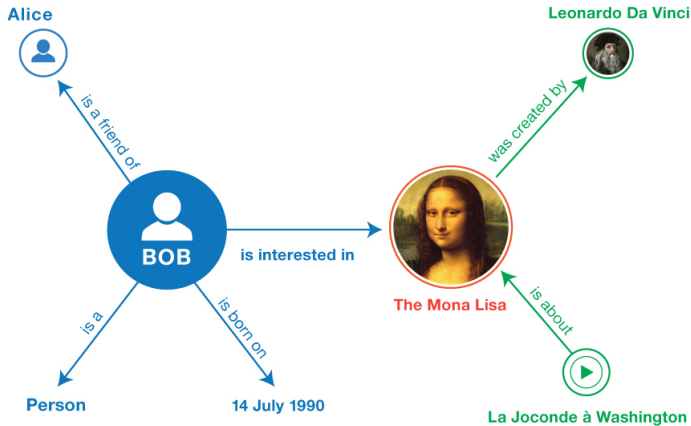 Alice
Leonardo Da Vinci
is a friend of
was created by
BOB
is interested in
The Mona Lisa
is a
is born on
is about
Person
14 July 1990
La Joconde à Washington